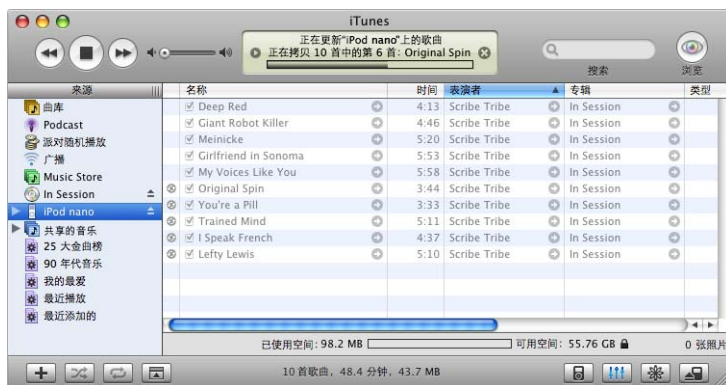 iTunes
正在更新“iPod nano”上的歌曲
正在拷贝 10 首中的第 6 首: Original Spin
搜索
浏览
来源
名称 时间 表演者 专辑 类型
曲库
Podcast
派对随机播放
广播
Music Store
In Session
iPod nano
共享的音乐
25 大金曲榜
90 年代音乐
我的最爱
最近播放
最近添加的
Deep Red 4:13 Scribe Tribe In Session
Giant Robot Killer 4:46 Scribe Tribe In Session
Meinicke 5:20 Scribe Tribe In Session
Girlfriend in Sonoma 5:53 Scribe Tribe In Session
My Voices Like You 5:58 Scribe Tribe In Session
Original Spin 3:44 Scribe Tribe In Session
You're a Pill 3:33 Scribe Tribe In Session
Trained Mind 5:11 Scribe Tribe In Session
I Speak French 4:37 Scribe Tribe In Session
Lefty Lewis 5:10 Scribe Tribe In Session
已使用空间: 98.2 MB 可用空间: 55.76 GB 0 张照片
10 首歌曲, 48.4 分钟, 43.7 MB